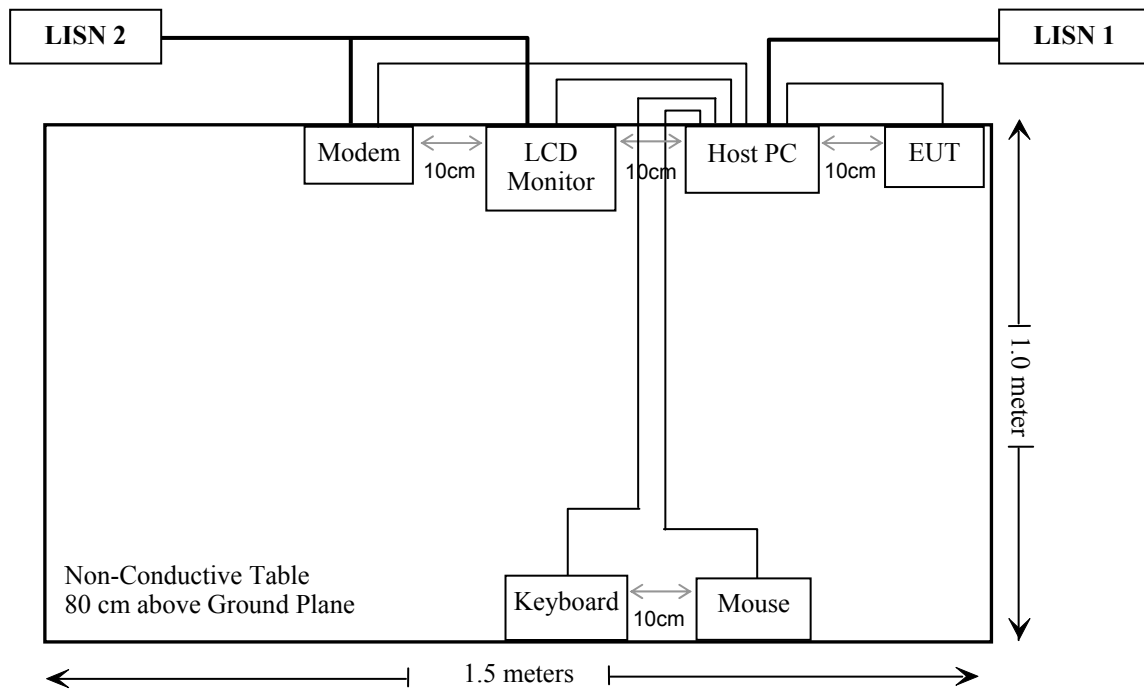 LISN 2
LISN 1
Modem
10cm
LCD
Monitor
10cm
Host PC
10cm
EUT
1.0 meter
Non-Conductive Table
80 cm above Ground Plane
Keyboard
10cm
Mouse
1.5 meters